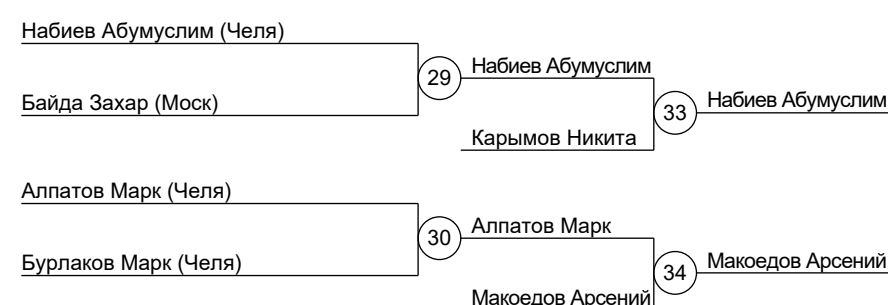 Набиев Абумуслим (Челя)
29
Набиев Абумуслим
Байда Захар (Моск)
33
Набиев Абумуслим
Карымов Никита
Алпатов Марк (Челя)
30
Алпатов Марк
Бурлаков Марк (Челя)
34
Макоедов Арсений
Макоедов Арсений